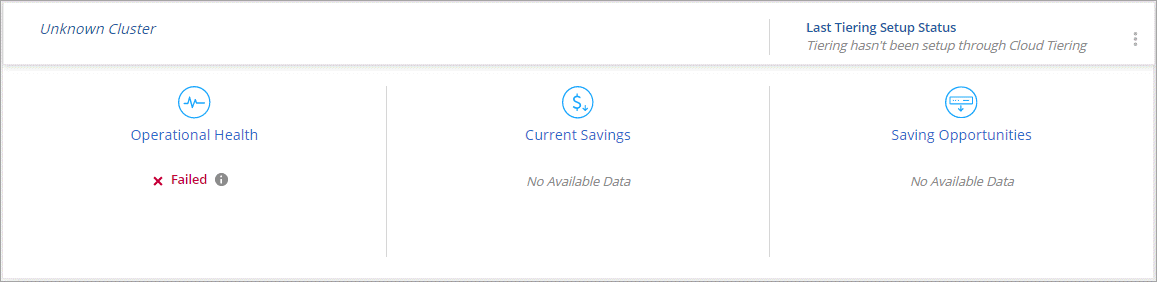 Unknown Cluster
Last Tiering Setup Status
Tiering hasn't been setup through Cloud Tiering
Operational Health
Current Savings
Saving Opportunities
Failed
No Available Data
No Available Data